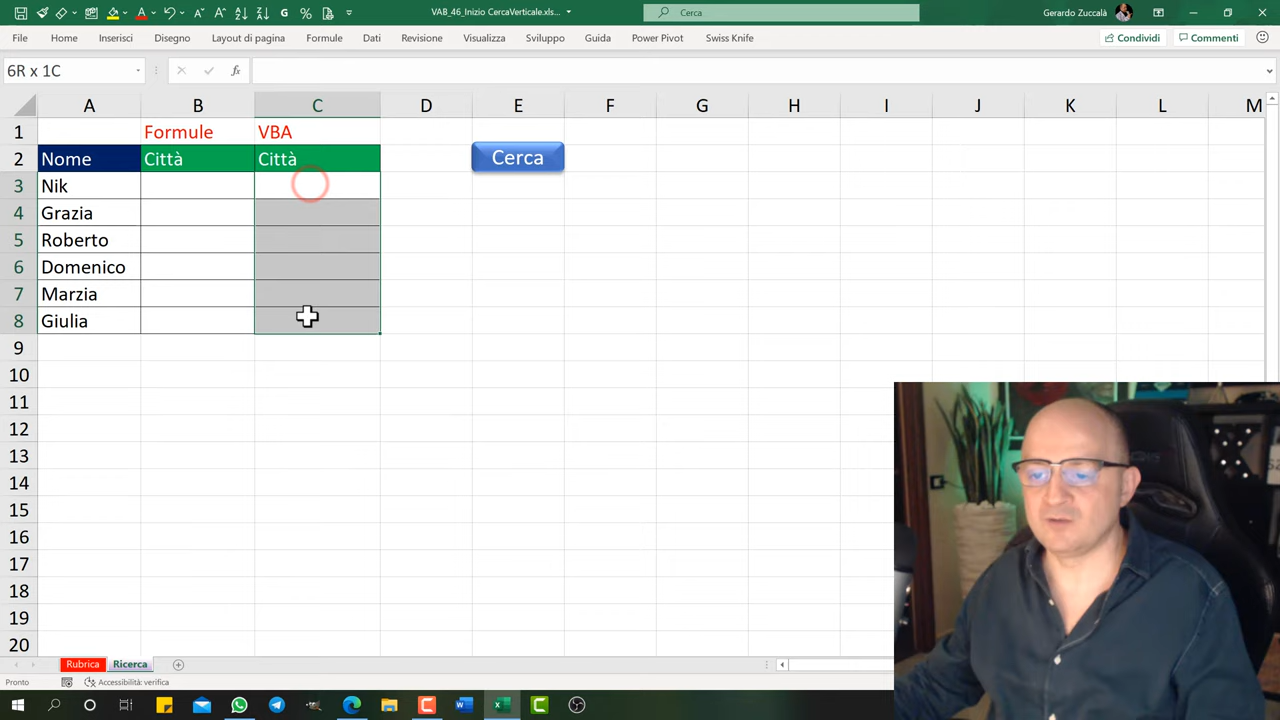 VAB_46_Inizio CercaVerticale.xls...
Cerca
Gerardo Zuccalà
File Home Inserisci Disegno Layout di pagina Formule Dati Revisione Visualizza Sviluppo Guida Power Pivot Swiss Knife
Condividi Commenti
6R x 1C fx
A B C D E F G H I J K L M
1 Formule VBA
2 Nome Città Città Cerca
3 Nik
4 Grazia
5 Roberto
6 Domenico
7 Marzia
8 Giulia
9
10
11
12
13
14
15
16
17
18
19
20
Rubrica Ricerca
Pronto Accessibilità: verifica